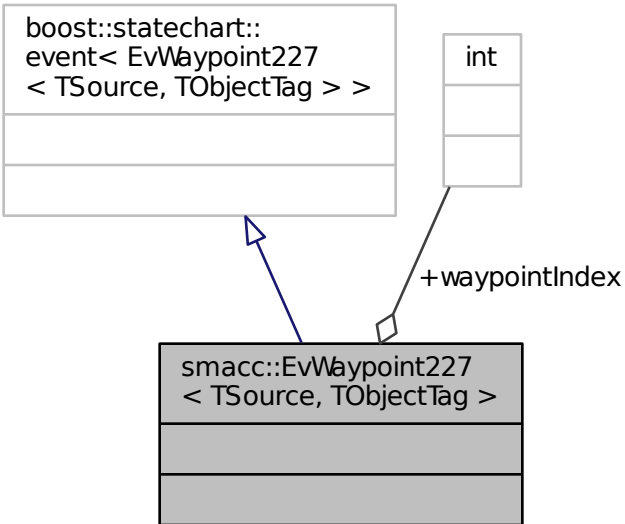 boost::statechart::
event< EvWaypoint227
< TSource, TObjectTag > >
int
+waypointIndex
smacc::EvWaypoint227
< TSource, TObjectTag >